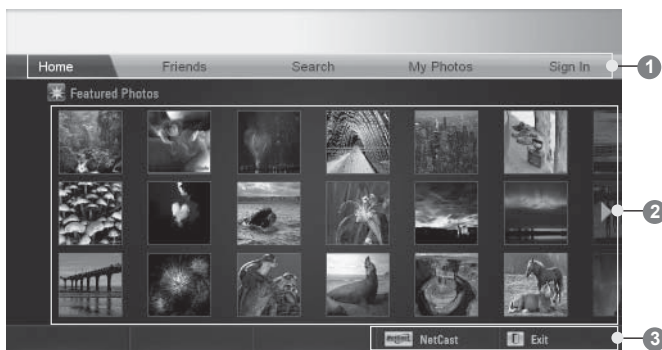 Home Friends Search My Photos Sign In
1
Featured Photos
2
NetCast Exit
3